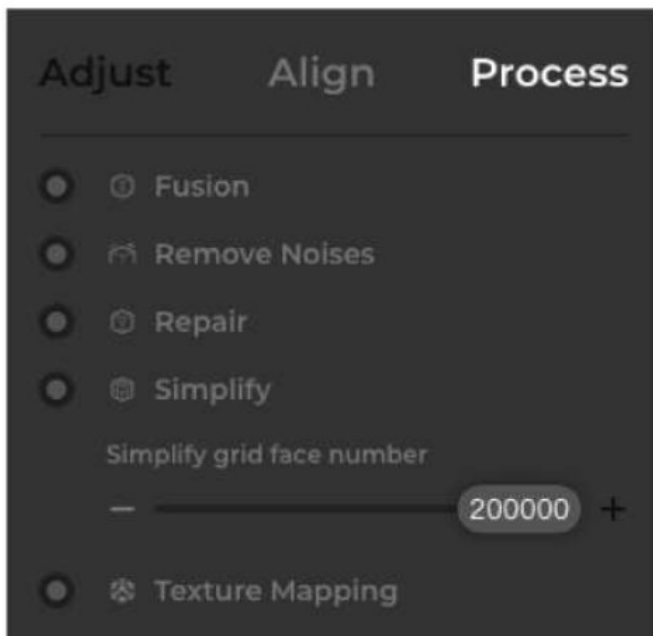 Adjust Align Process
Fusion
Remove Noises
Repair
Simplify
Simplify grid face number
− 200000 +
Texture Mapping